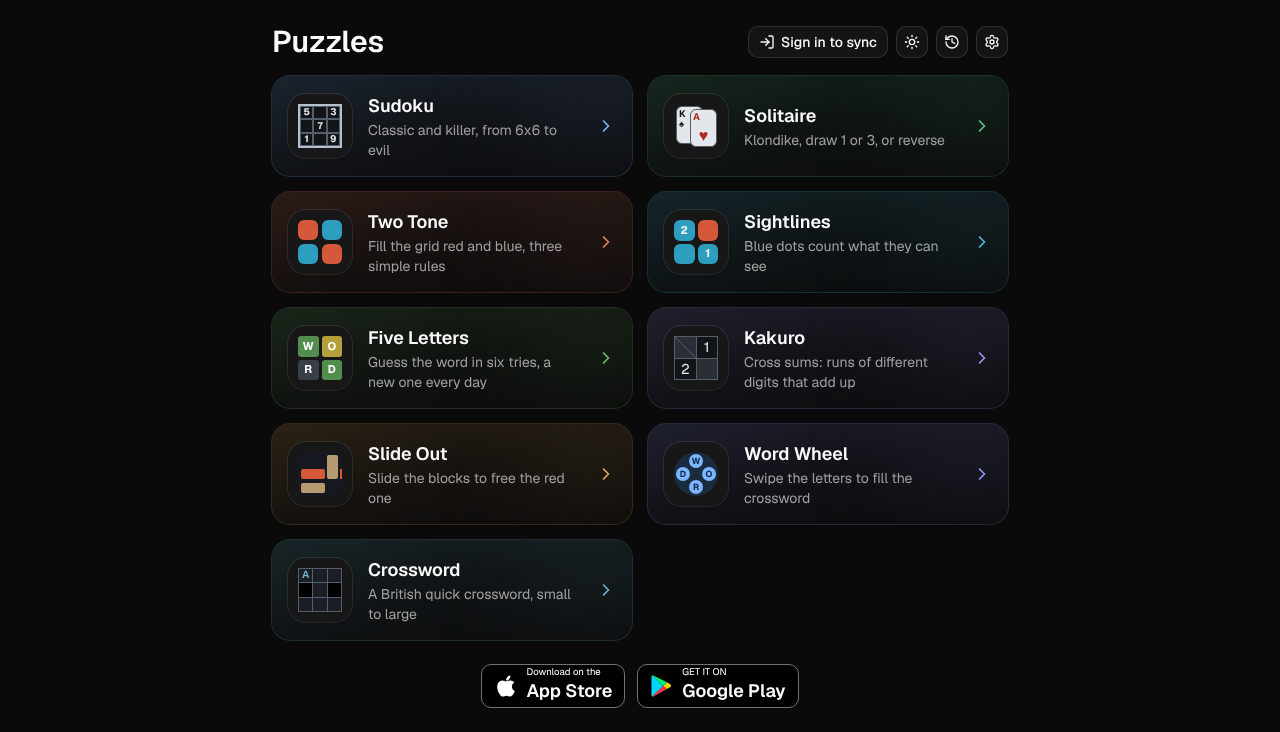 Puzzles
Sign in to sync
5 3
7
1 9
Sudoku
Classic and killer, from 6x6 to
evil
K
A
Solitaire
Klondike, draw 1 or 3, or reverse
Two Tone
Fill the grid red and blue, three
simple rules
2
1
Sightlines
Blue dots count what they can
see
W O
R D
Five Letters
Guess the word in six tries, a
new one every day
1
2
Kakuro
Cross sums: runs of different
digits that add up
Slide Out
Slide the blocks to free the red
one
W
D O
R
Word Wheel
Swipe the letters to fill the
crossword
A
Crossword
A British quick crossword, small
to large
Download on the
App Store
GET IT ON
Google Play